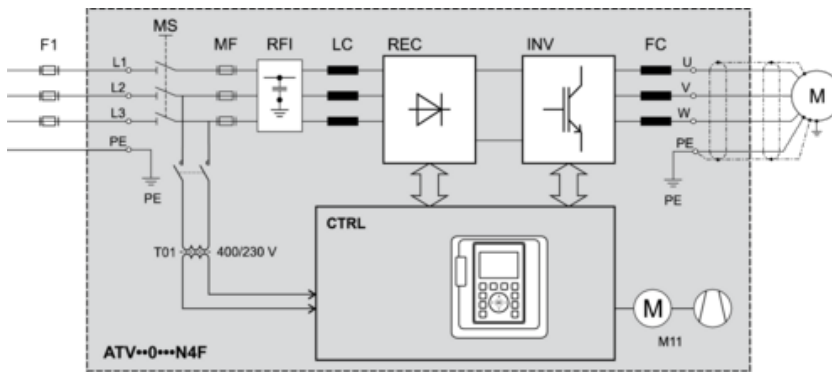 MS
F1 MF RFI LC REC INV FC
L1 U
L2 V M
L3 W
PE PE
PE PE
CTRL
T01 400/230 V
M
M11
ATV••0•••N4F